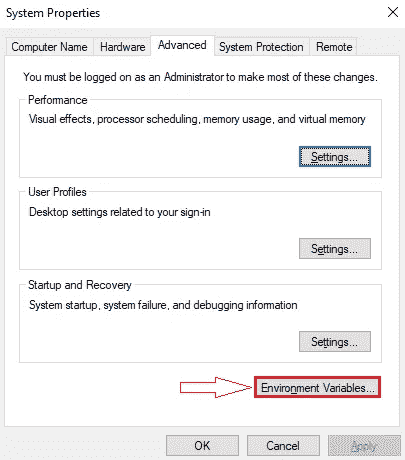 System Properties
Computer Name Hardware Advanced System Protection Remote
You must be logged on as an Administrator to make most of these changes.
Performance
Visual effects, processor scheduling, memory usage, and virtual memory
Settings...
User Profiles
Desktop settings related to your sign-in
Settings...
Startup and Recovery
System startup, system failure, and debugging information
Settings...
Environment Variables...
OK Cancel Apply